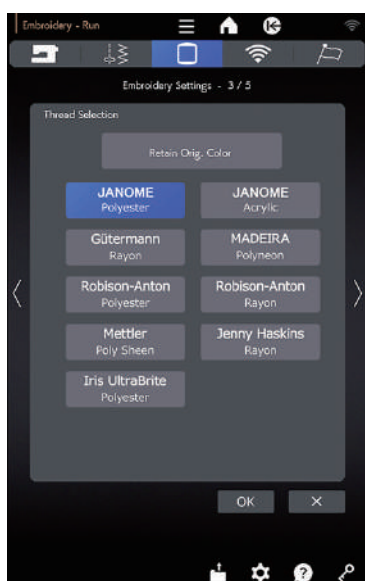 Embroidery - Run
Embroidery Settings - 3 / 5
Thread Selection
Retain Orig. Color
JANOME
Polyester
JANOME
Acrylic
Gütermann
Rayon
MADEIRA
Polyneon
Robison-Anton
Polyester
Robison-Anton
Rayon
Mettler
Poly Sheen
Jenny Haskins
Rayon
Iris UltraBrite
Polyester
OK